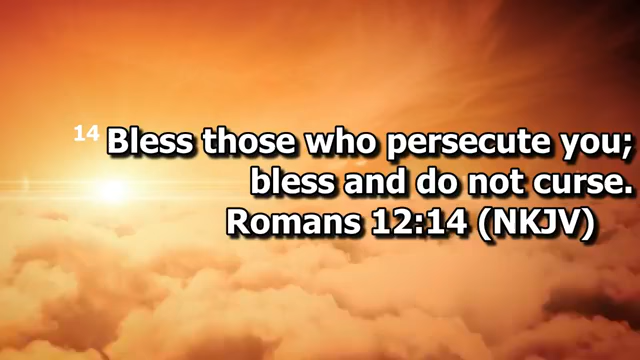 14 Bless those who persecute you;
bless and do not curse.
Romans 12:14 (NKJV)